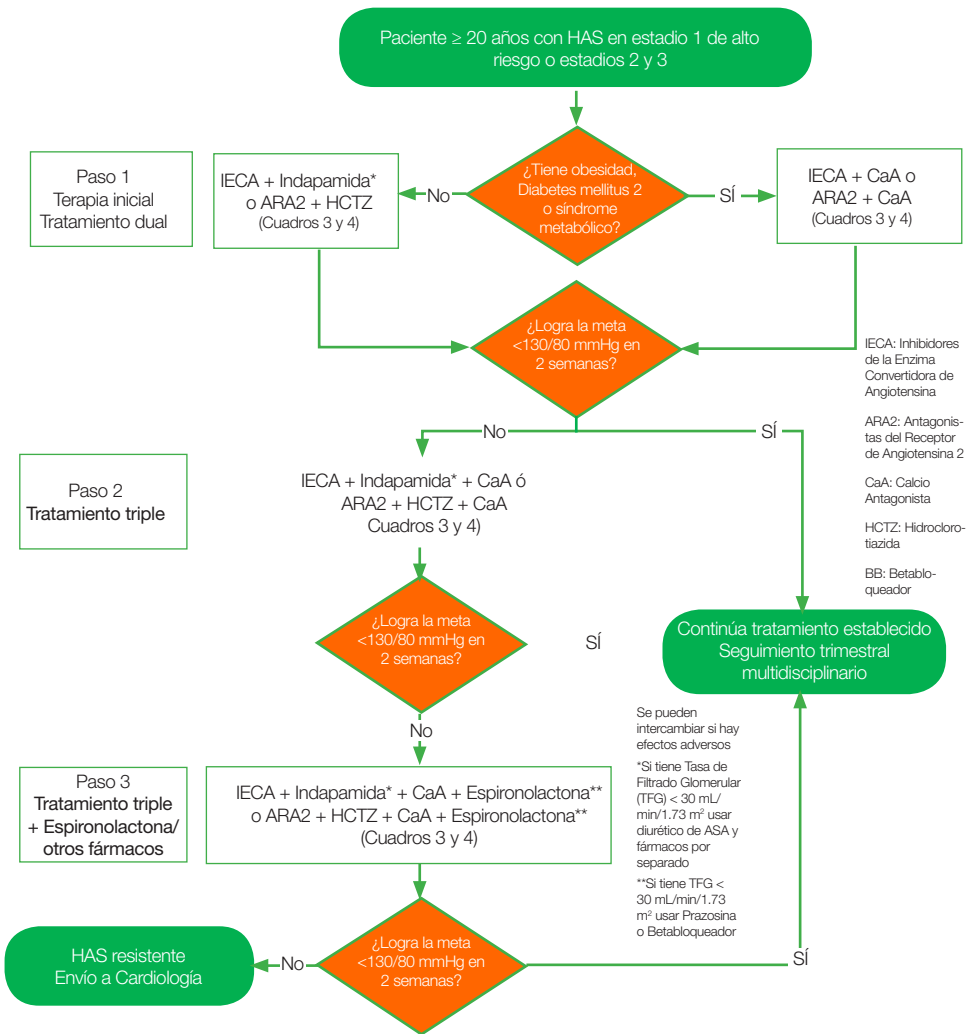 Paciente ≥ 20 años con HAS en estadio 1 de alto
riesgo o estadios 2 y 3
Paso 1
Terapia inicial
Tratamiento dual
IECA + Indapamida*
o ARA2 + HCTZ
(Cuadros 3 y 4)
No
¿Tiene obesidad,
Diabetes mellitus 2
o síndrome
metabólico?
SÍ
IECA + CaA o
ARA2 + CaA
(Cuadros 3 y 4)
¿Logra la meta
<130/80 mmHg en
2 semanas?
IECA: Inhibidores
de la Enzima
Convertidora de
Angiotensina
ARA2: Antagonis-
tas del Receptor
de Angiotensina 2
CaA: Calcio
Antagonista
HCTZ: Hidrocloro-
tiazida
BB: Betablo-
queador
No
SÍ
Paso 2
Tratamiento triple
IECA + Indapamida* + CaA ó
ARA2 + HCTZ + CaA
Cuadros 3 y 4)
¿Logra la meta
<130/80 mmHg en
2 semanas?
SÍ
Continúa tratamiento establecido
Seguimiento trimestral
multidisciplinario
No
Se pueden
intercambiar si hay
efectos adversos
*Si tiene Tasa de
Filtrado Glomerular
(TFG) < 30 mL/
min/1.73 m² usar
diurético de ASA y
fármacos por
separado
**Si tiene TFG <
30 mL/min/1.73
m² usar Prazosina
o Betabloqueador
Paso 3
Tratamiento triple
+ Espironolactona/
otros fármacos
IECA + Indapamida* + CaA + Espironolactona**
o ARA2 + HCTZ + CaA + Espironolactona**
(Cuadros 3 y 4)
HAS resistente
Envío a Cardiología
No
¿Logra la meta
<130/80 mmHg en
2 semanas?
SÍ